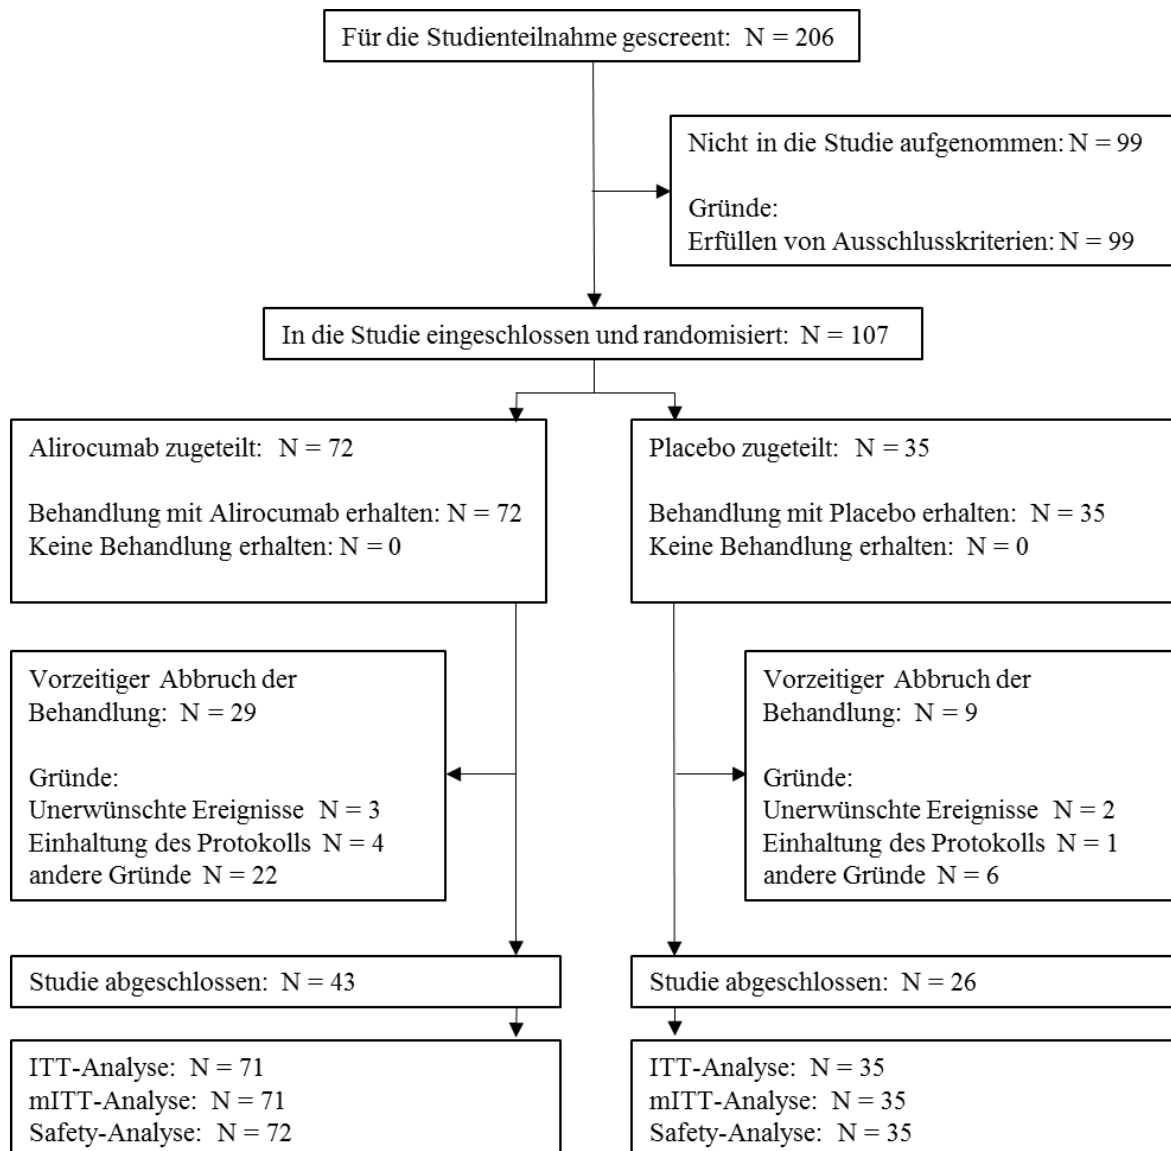 Für die Studienteilnahme gescreent: N = 206
Nicht in die Studie aufgenommen: N = 99
Gründe:
Erfüllen von Ausschlusskriterien: N = 99
In die Studie eingeschlossen und randomisiert: N = 107
Alirocumab zugeteilt: N = 72
Behandlung mit Alirocumab erhalten: N = 72
Keine Behandlung erhalten: N = 0
Placebo zugeteilt: N = 35
Behandlung mit Placebo erhalten: N = 35
Keine Behandlung erhalten: N = 0
Vorzeitiger Abbruch der
Behandlung: N = 29
Gründe:
Unerwünschte Ereignisse N = 3
Einhaltung des Protokolls N = 4
andere Gründe N = 22
Vorzeitiger Abbruch der
Behandlung: N = 9
Gründe:
Unerwünschte Ereignisse N = 2
Einhaltung des Protokolls N = 1
andere Gründe N = 6
Studie abgeschlossen: N = 43
Studie abgeschlossen: N = 26
ITT-Analyse: N = 71
mITT-Analyse: N = 71
Safety-Analyse: N = 72
ITT-Analyse: N = 35
mITT-Analyse: N = 35
Safety-Analyse: N = 35